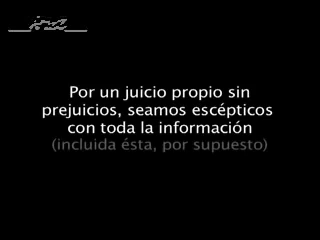 Por un juicio propio sin
prejuicios, seamos escépticos
con toda la información
(incluida ésta, por supuesto)